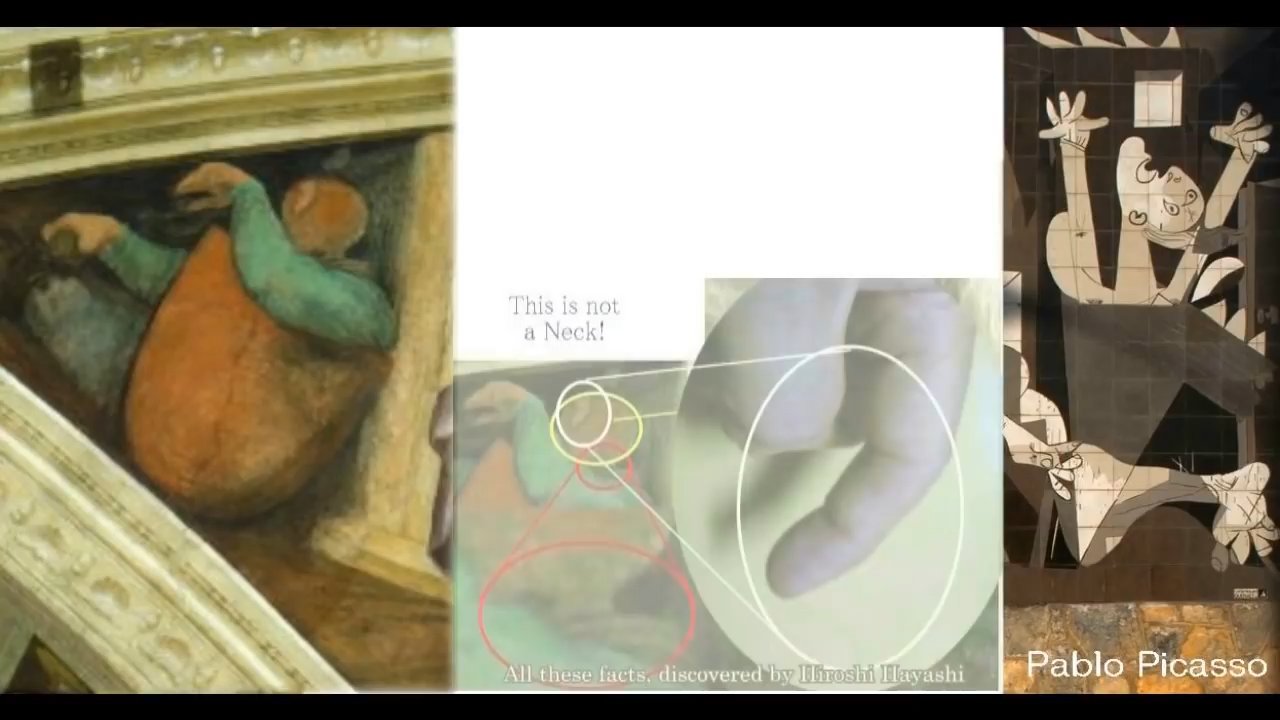 This is not
a Neck!
All these facts, discovered by Hiroshi Hayashi
Pablo Picasso